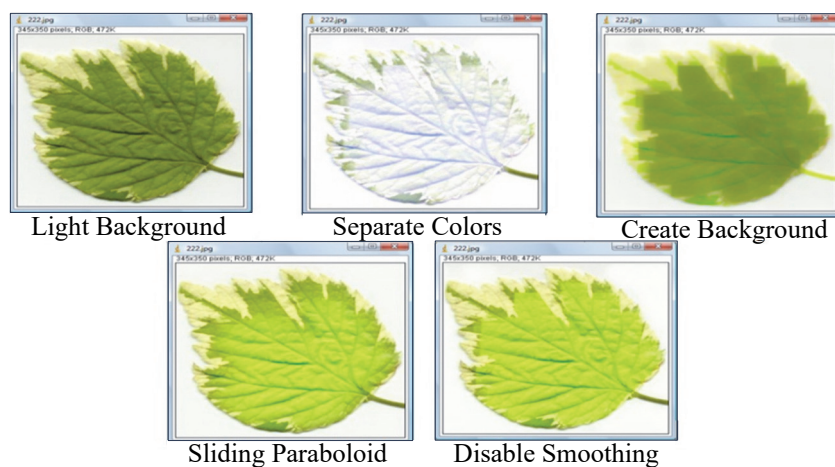 222.jpg
345x350 pixels; RGB; 472K
Light Background
222.jpg
345x350 pixels; RGB; 472K
Separate Colors
222.jpg
345x350 pixels; RGB; 472K
Create Background
222.jpg
345x350 pixels; RGB; 472K
Sliding Paraboloid
222.jpg
345x350 pixels; RGB; 472K
Disable Smoothing